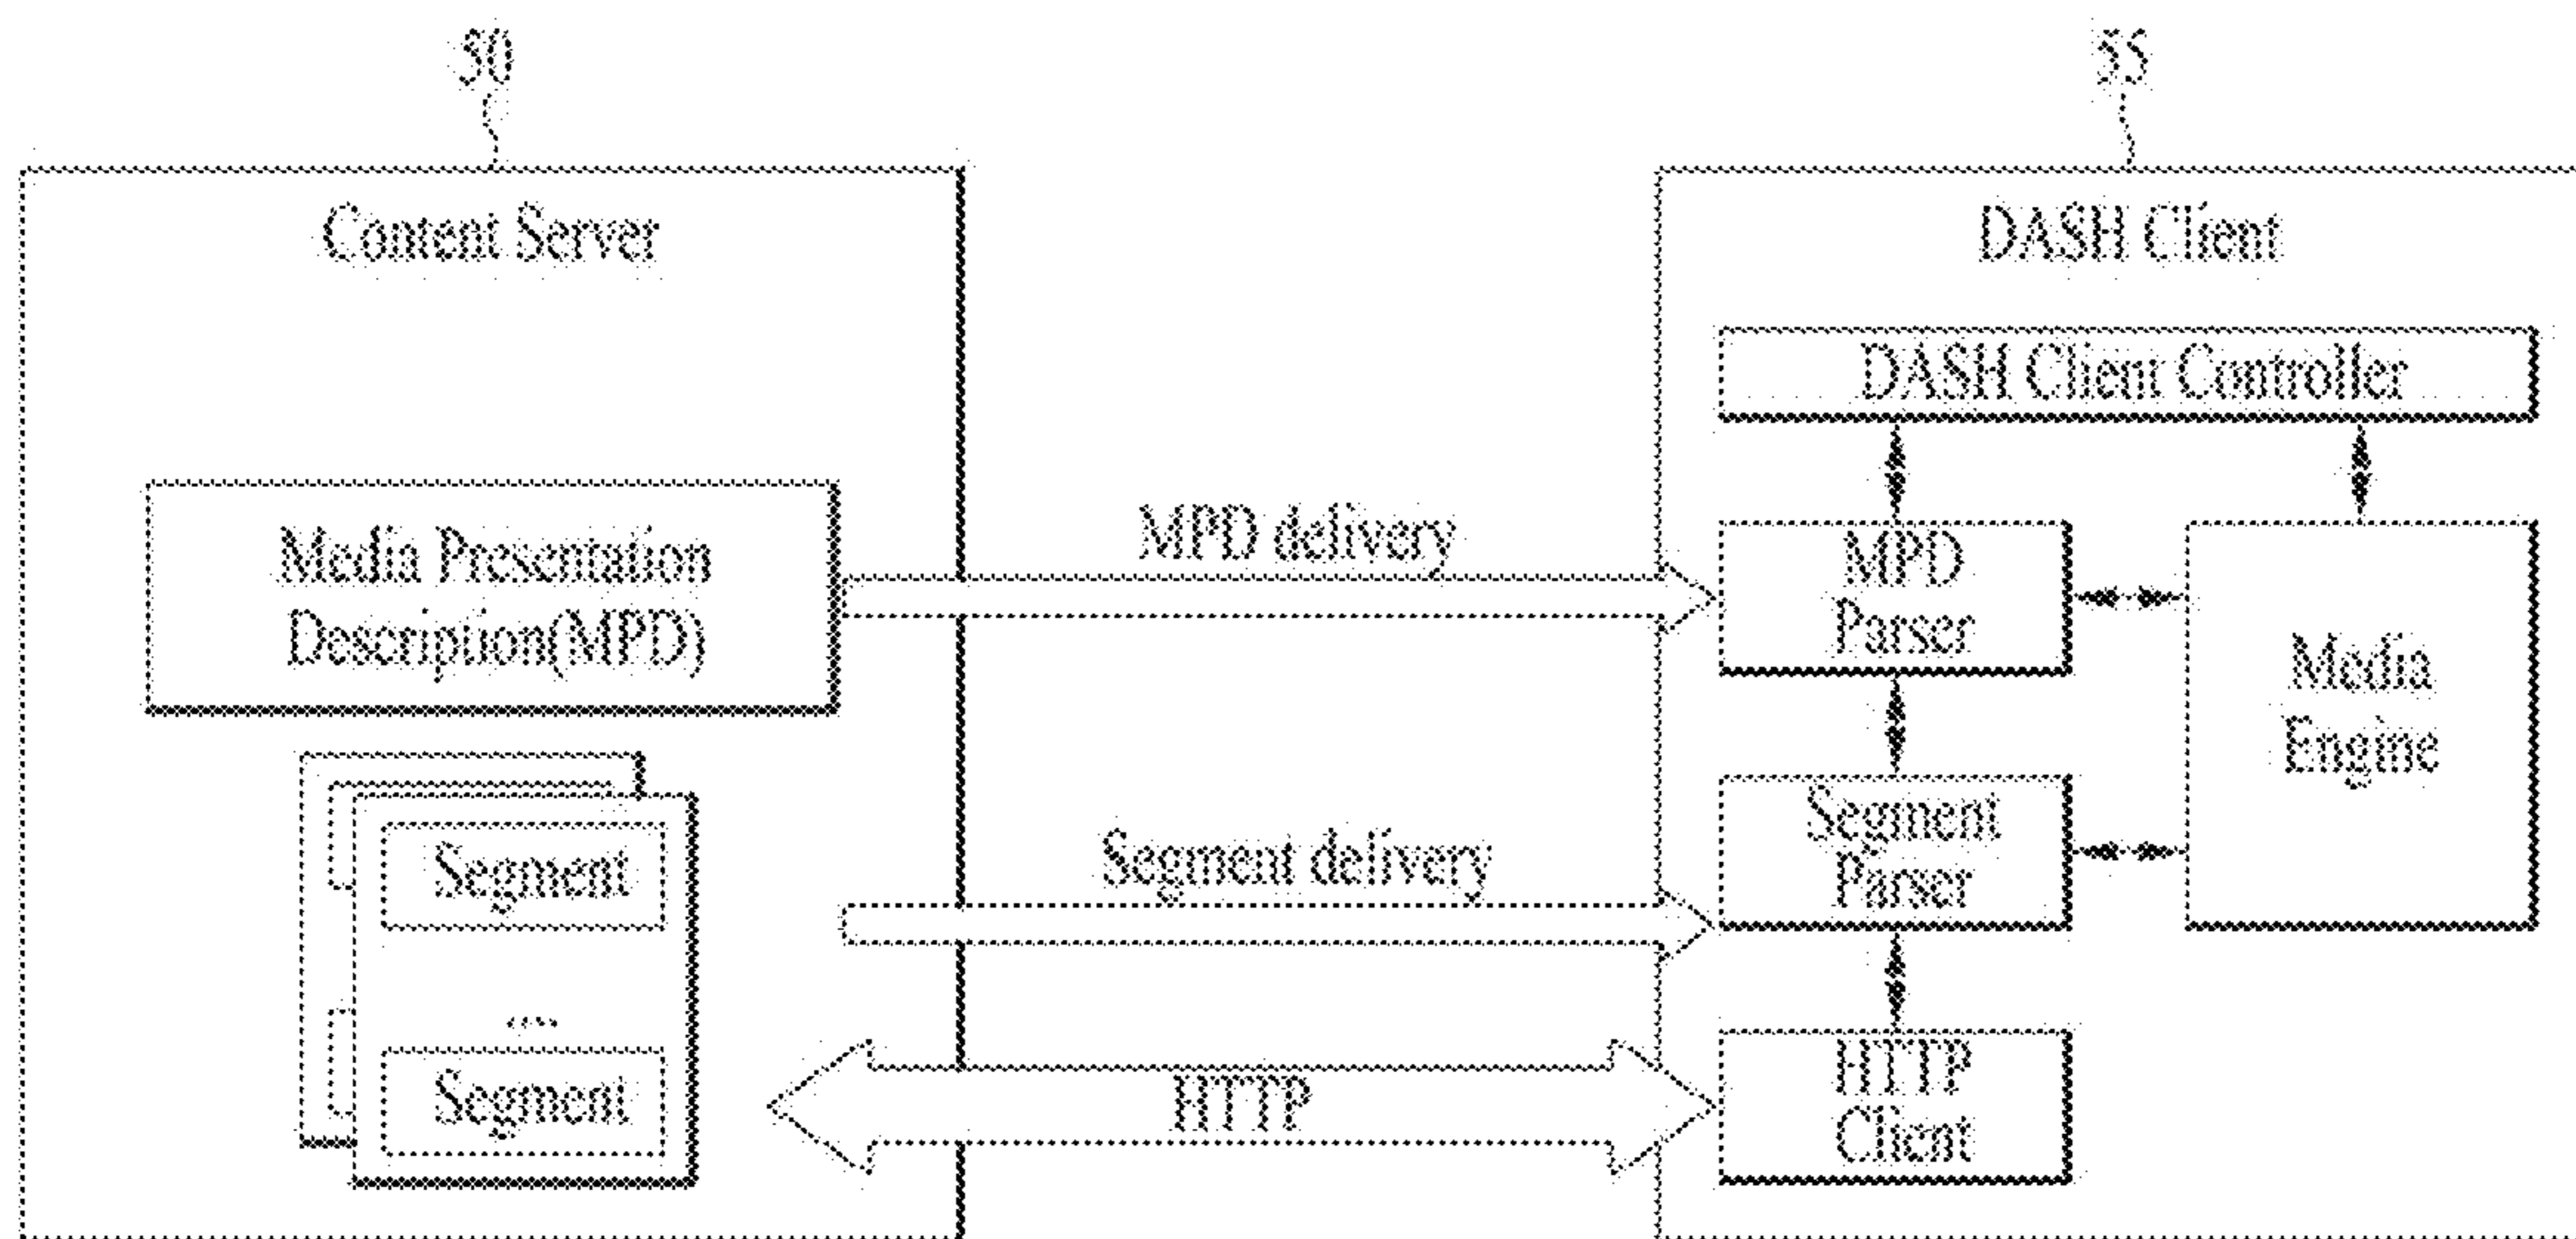 50
55
Content Server
DASH Client
DASH Client Controller
Media Presentation
Description(MPD)
MPD delivery
MPD
Parser
Media
Engine
Segment
...
Segment
Segment delivery
Segment
Parser
HTTP
HTTP
Client